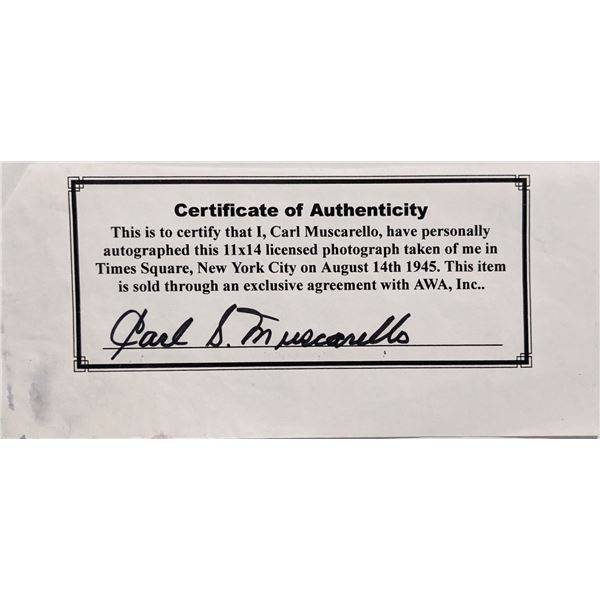 Certificate of Authenticity
This is to certify that I, Carl Muscarello, have personally
autographed this 11x14 licensed photograph taken of me in
Times Square, New York City on August 14th 1945. This item
is sold through an exclusive agreement with AWA, Inc..
Carl S. Muscarello